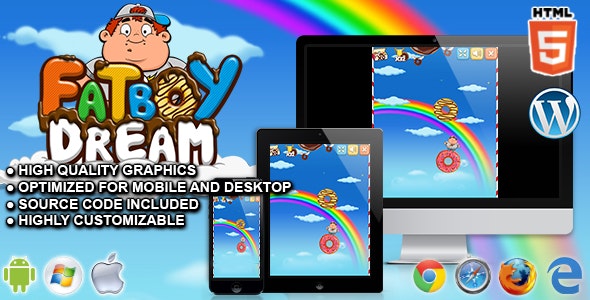 FATBOY
DREAM
• HIGH QUALITY GRAPHICS
• OPTIMIZED FOR MOBILE AND DESKTOP
• SOURCE CODE INCLUDED
• HIGHLY CUSTOMIZABLE
HTML
5
W